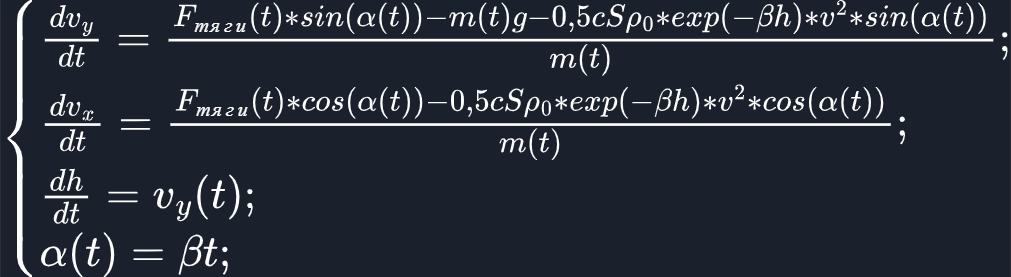 dv_y/dt = (F_тяги(t)*sin(α(t))−m(t)g−0,5cSρ_0*exp(−βh)*v^2*sin(α(t)))/m(t);
dv_x/dt = (F_тяги(t)*cos(α(t))−0,5cSρ_0*exp(−βh)*v^2*cos(α(t)))/m(t);
dh/dt = v_y(t);
α(t) = βt;